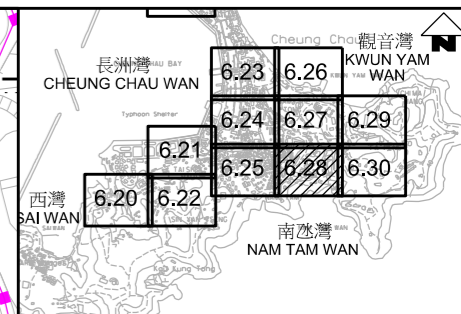 Cheung Chau
觀音灣
KWUN YAM
WAN
N
長洲灣
CHEUNG CHAU WAN
6.23
6.26
Typhoon Shelter
6.24
6.27
6.29
6.21
6.25
6.28
6.30
西灣
SAI WAN
6.20
6.22
南氹灣
NAM TAM WAN